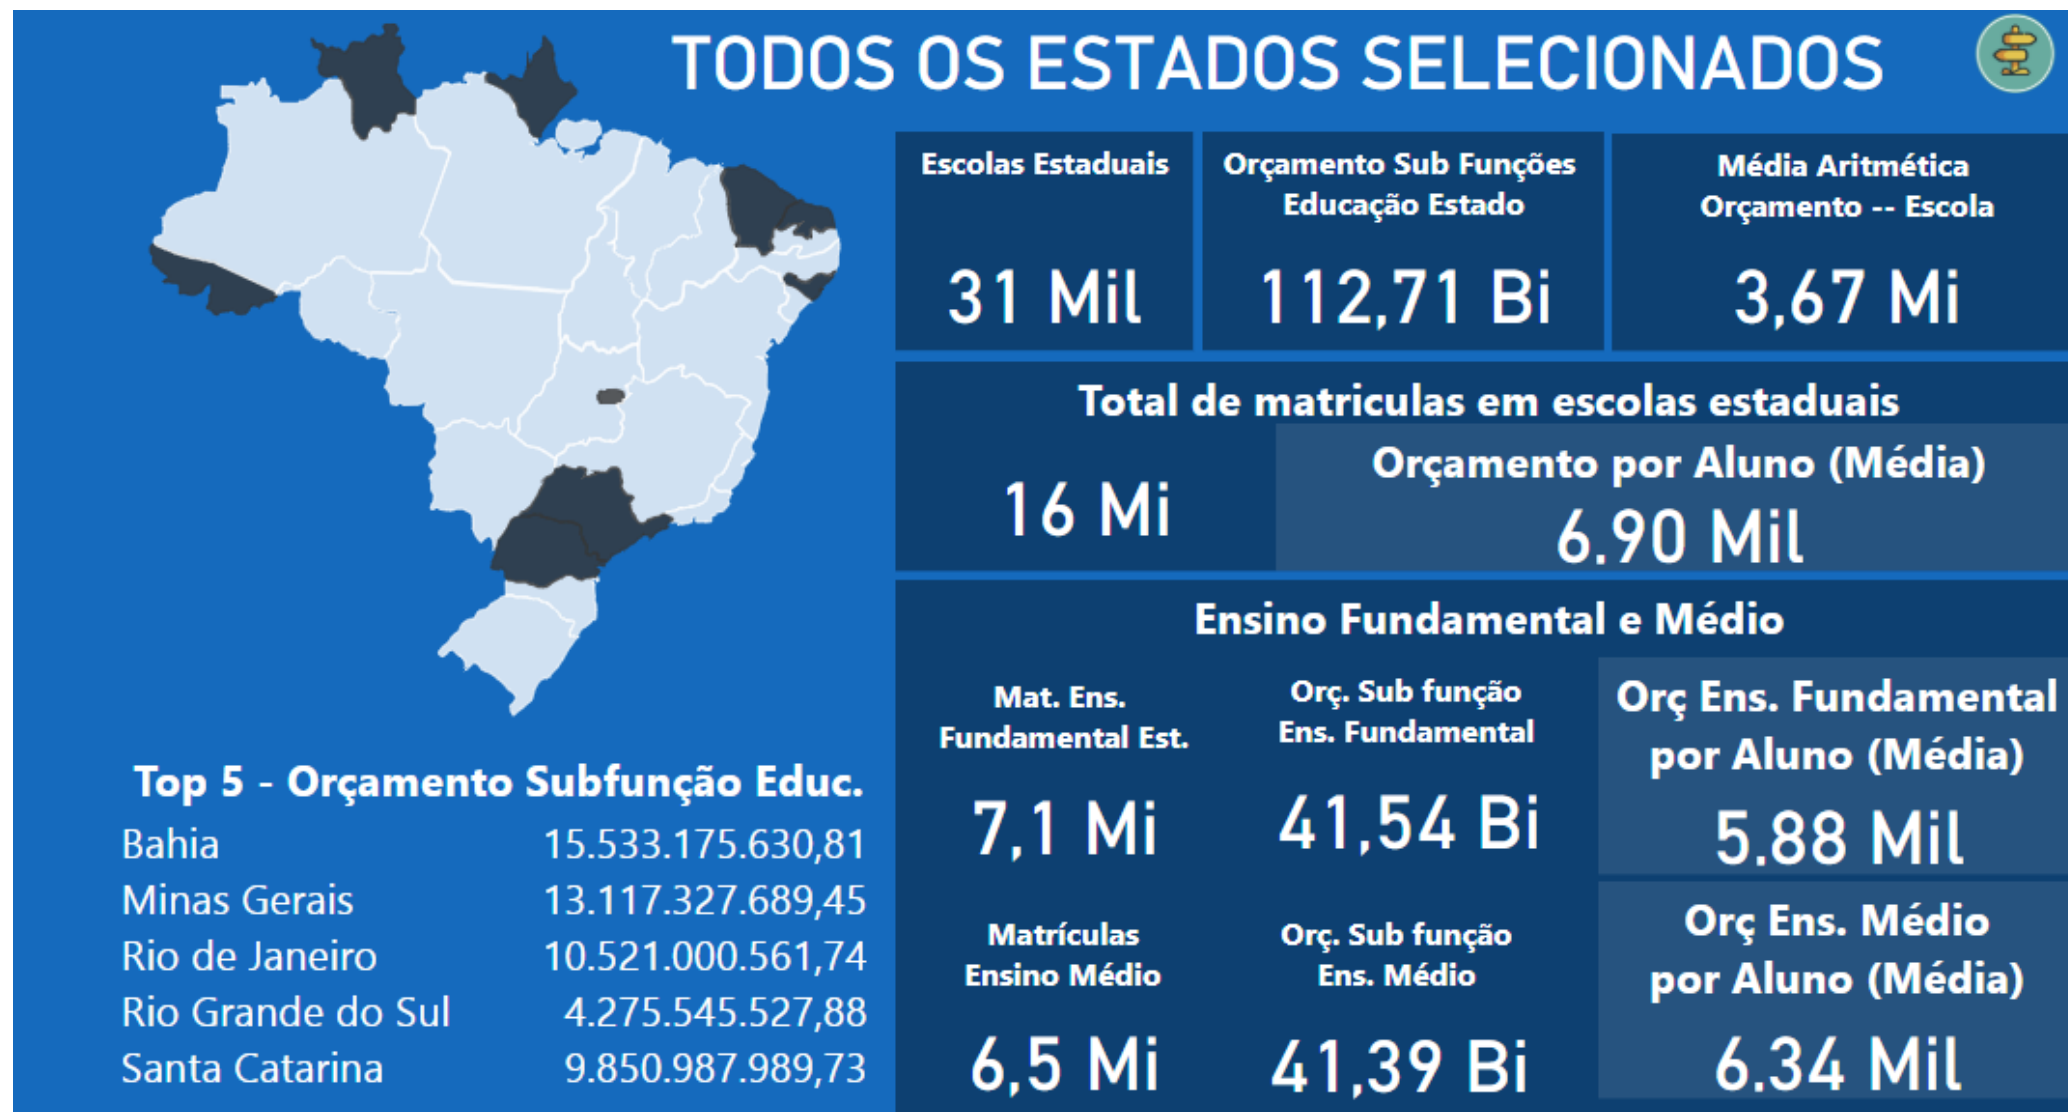 TODOS OS ESTADOS SELECIONADOS
Escolas Estaduais
31 Mil
Orçamento Sub Funções
Educação Estado
112,71 Bi
Média Aritmética
Orçamento -- Escola
3,67 Mi
Total de matriculas em escolas estaduais
16 Mi
Orçamento por Aluno (Média)
6.90 Mil
Ensino Fundamental e Médio
Mat. Ens.
Fundamental Est.
7,1 Mi
Orç. Sub função
Ens. Fundamental
41,54 Bi
Orç Ens. Fundamental
por Aluno (Média)
5.88 Mil
Matrículas
Ensino Médio
6,5 Mi
Orç. Sub função
Ens. Médio
41,39 Bi
Orç Ens. Médio
por Aluno (Média)
6.34 Mil
Top 5 - Orçamento Subfunção Educ.
Bahia 15.533.175.630,81
Minas Gerais 13.117.327.689,45
Rio de Janeiro 10.521.000.561,74
Rio Grande do Sul 4.275.545.527,88
Santa Catarina 9.850.987.989,73